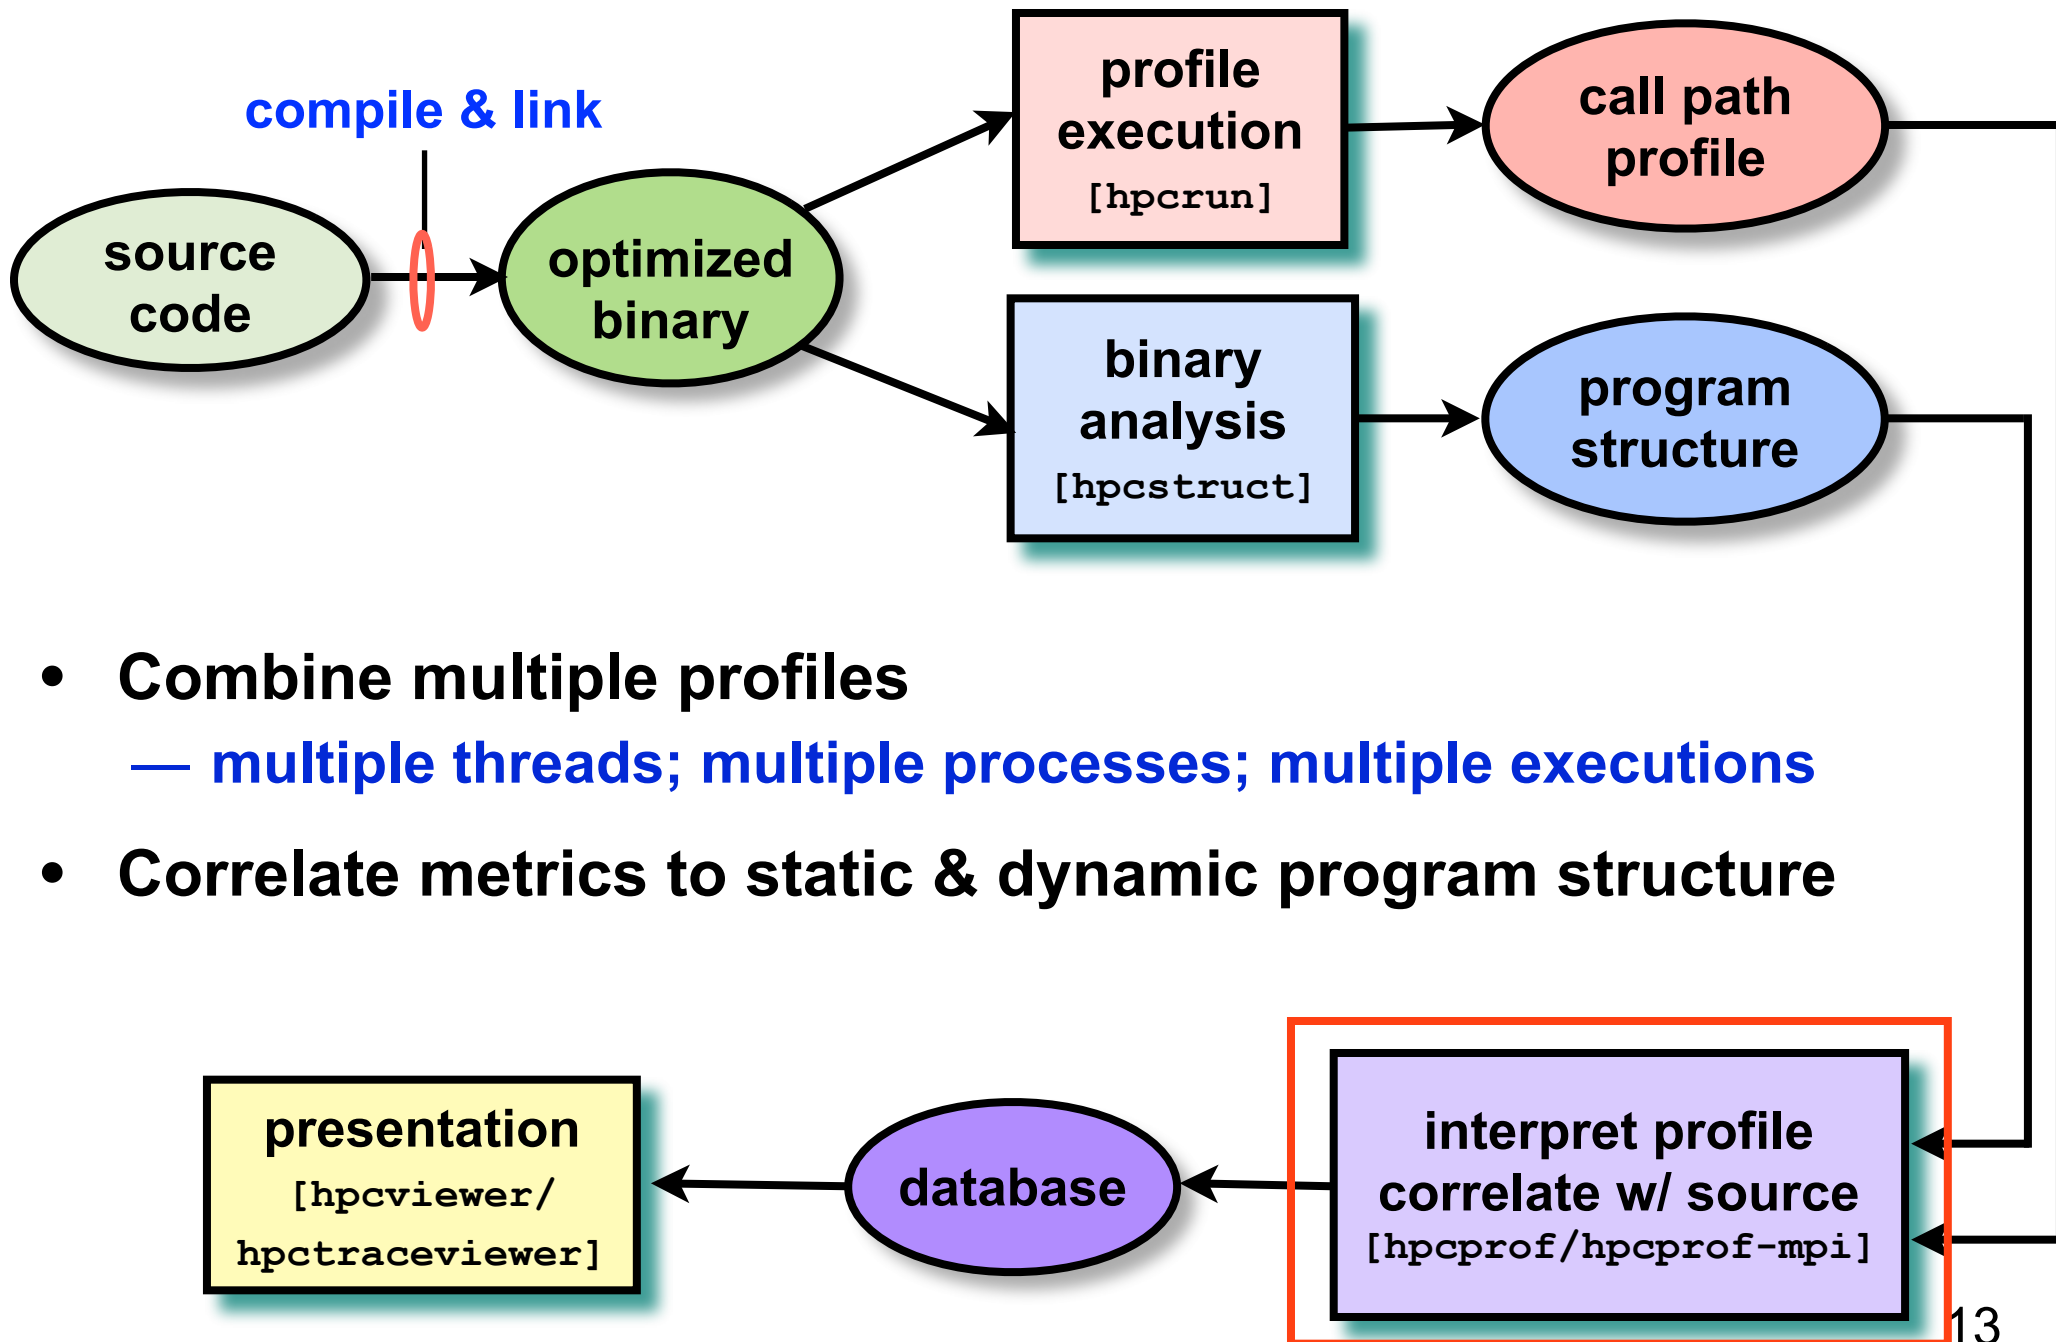 compile & link
source
code
optimized
binary
profile
execution
[hpcrun]
call path
profile
binary
analysis
[hpcstruct]
program
structure
• Combine multiple profiles
— multiple threads; multiple processes; multiple executions
• Correlate metrics to static & dynamic program structure
presentation
[hpcviewer/
hpctraceviewer]
database
interpret profile
correlate w/ source
[hpcprof/hpcprof-mpi]
13